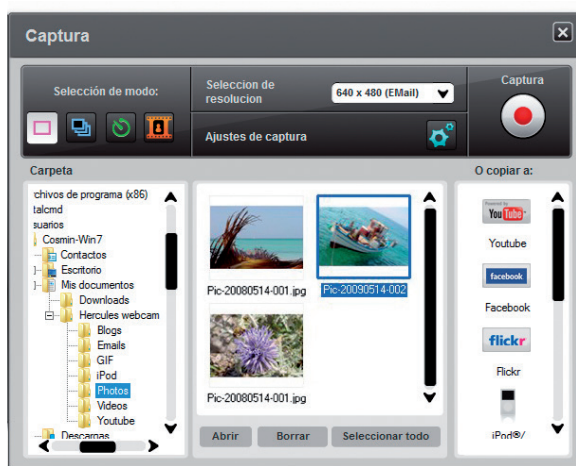 Captura
Selección de modo:
Seleccion de
resolucion
640 x 480 (EMail)
Ajustes de captura
Captura
Carpeta
O copiar a:
chivos de programa (x86)
talcmd
suarios
Cosmin-Win7
Contactos
Escritorio
Mis documentos
Downloads
Hercules webcam
Blogs
Emails
GIF
iPod
Photos
Videos
Youtube
Descargas
Pic-20080514-001.jpg
Pic-20090514-002
Pic-20080514-001.jpg
Abrir
Borrar
Seleccionar todo
Powered by
You Tube
Youtube
facebook
Facebook
flickr
Flickr
iPod®/